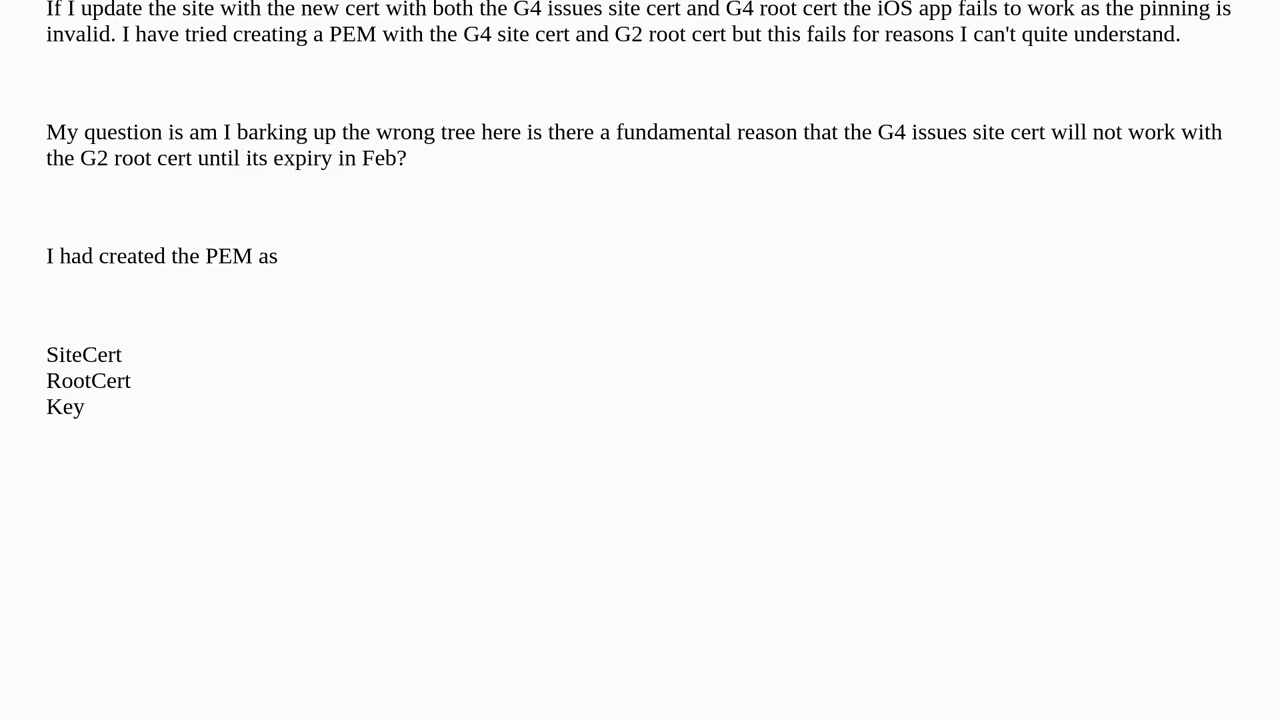 If I update the site with the new cert with both the G4 issues site cert and G4 root cert the iOS app fails to work as the pinning is
invalid. I have tried creating a PEM with the G4 site cert and G2 root cert but this fails for reasons I can't quite understand.
My question is am I barking up the wrong tree here is there a fundamental reason that the G4 issues site cert will not work with
the G2 root cert until its expiry in Feb?
I had created the PEM as
SiteCert
RootCert
Key